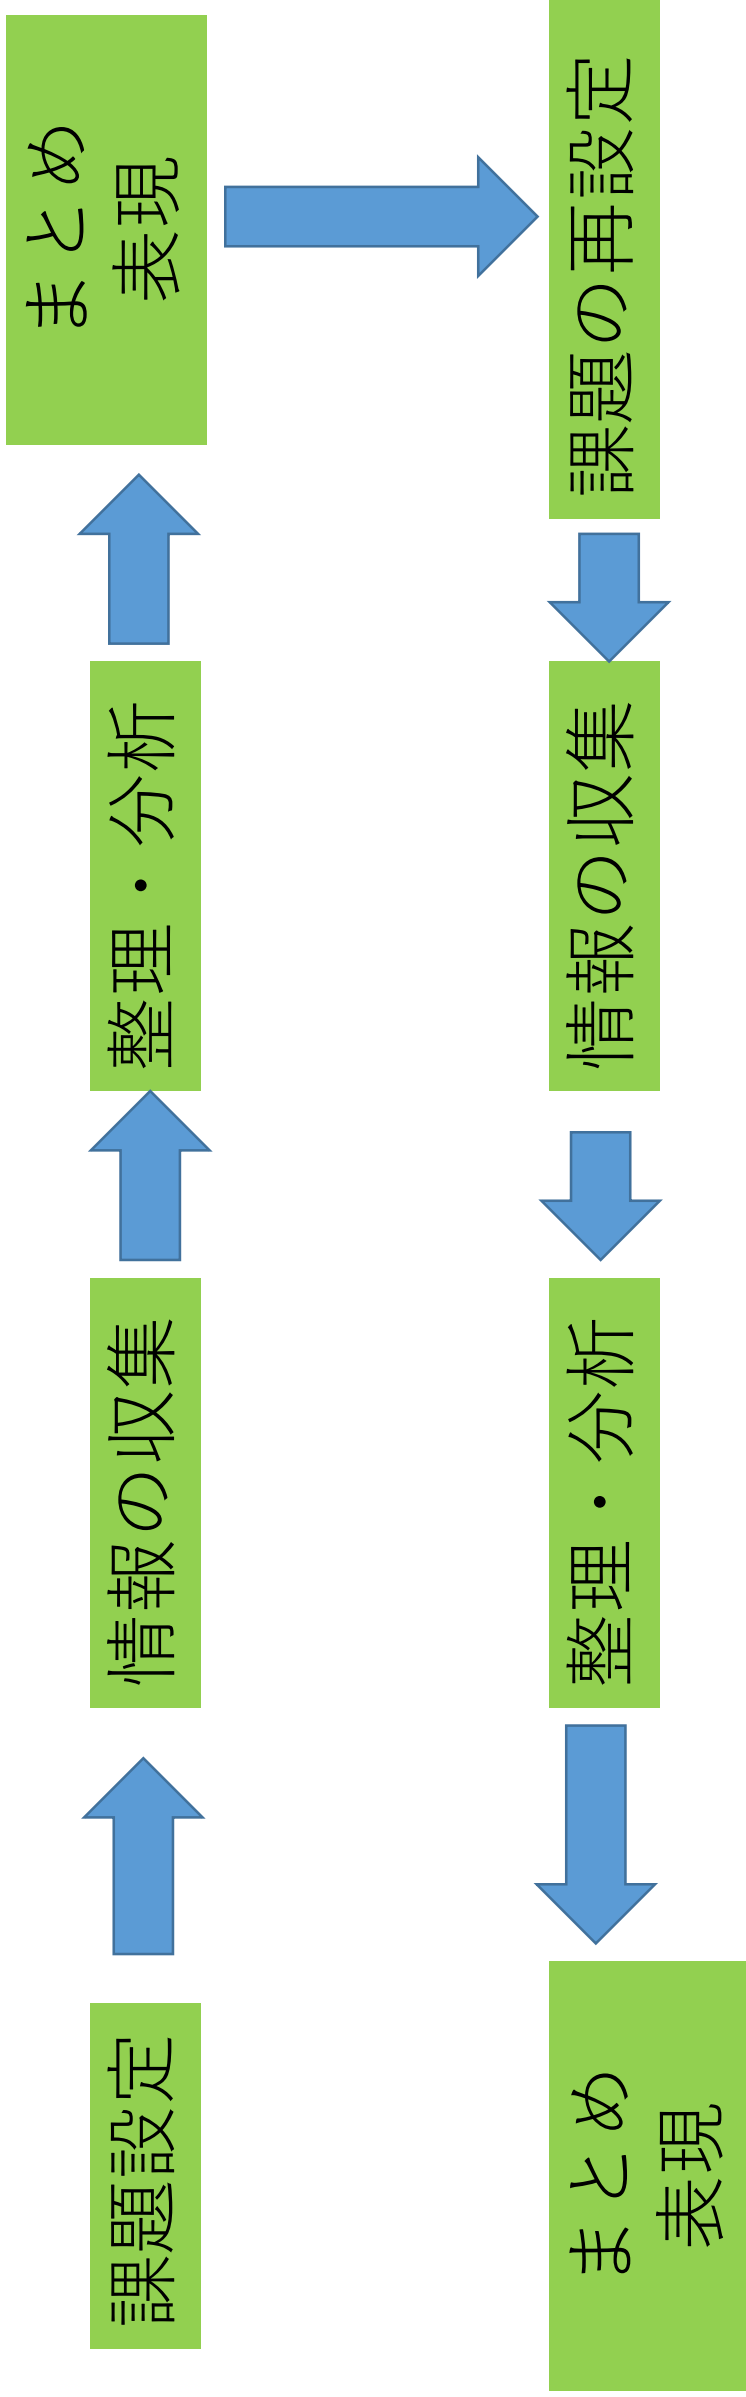 課題設定
情報の収集
整理・分析
まとめ
表現
課題の再設定
情報の収集
整理・分析
まとめ
表現